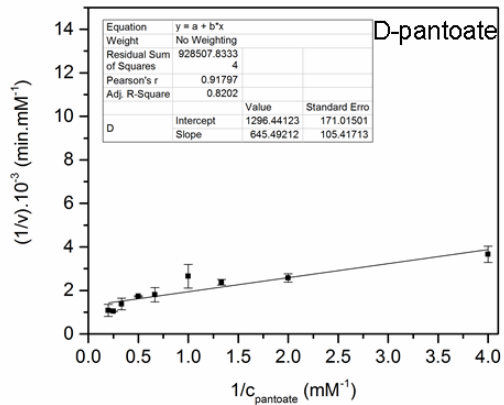 D-pantoate
Equation y = a + b*x
Weight No Weighting
Residual Sum of Squares 928507.8333
4
Pearson's r 0.91797
Adj. R-Square 0.8202
Value Standard Erro
D Intercept 1296.44123 171.01501
Slope 645.49212 105.41713
14
12
10
8
6
4
2
0
(1/v).10⁻³ (min.mM⁻¹)
0.0 0.5 1.0 1.5 2.0 2.5 3.0 3.5 4.0
1/c_pantoate (mM⁻¹)